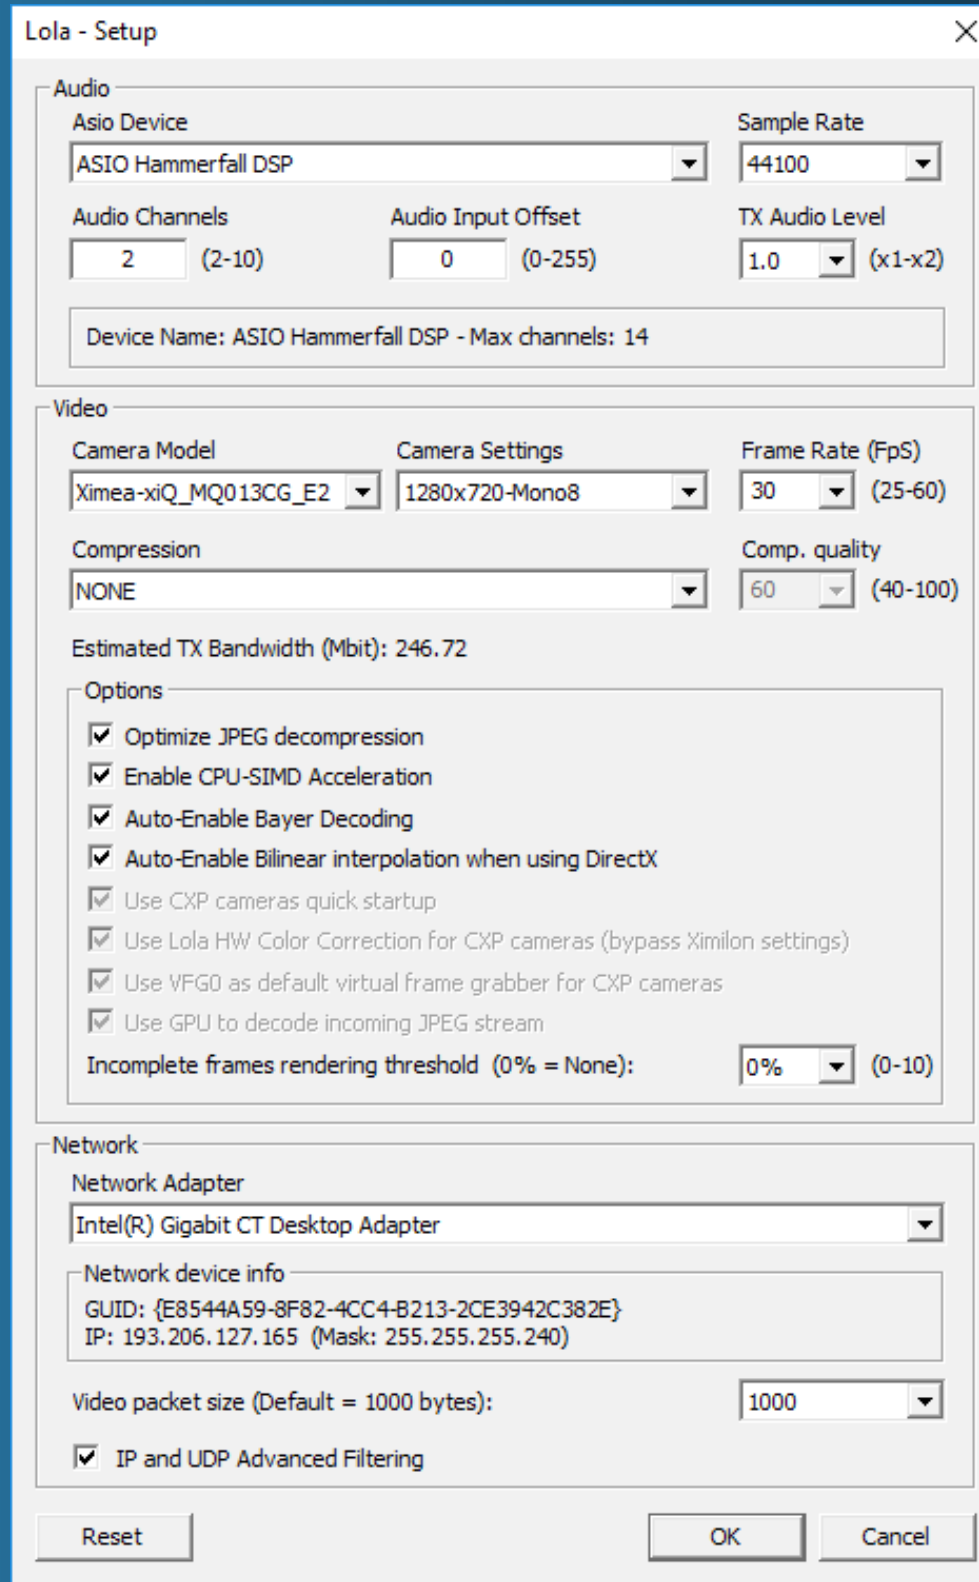 Lola - Setup
Audio
Asio Device
Sample Rate
ASIO Hammerfall DSP
44100
Audio Channels
Audio Input Offset
TX Audio Level
2 (2-10)
0 (0-255)
1.0 (x1-x2)
Device Name: ASIO Hammerfall DSP - Max channels: 14
Video
Camera Model
Camera Settings
Frame Rate (FpS)
Ximea-xiQ_MQ013CG_E2
1280x720-Mono8
30 (25-60)
Compression
Comp. quality
NONE
60 (40-100)
Estimated TX Bandwidth (Mbit): 246.72
Options
Optimize JPEG decompression
Enable CPU-SIMD Acceleration
Auto-Enable Bayer Decoding
Auto-Enable Bilinear interpolation when using DirectX
Use CXP cameras quick startup
Use Lola HW Color Correction for CXP cameras (bypass Ximilon settings)
Use VFG0 as default virtual frame grabber for CXP cameras
Use GPU to decode incoming JPEG stream
Incomplete frames rendering threshold (0% = None): 0% (0-10)
Network
Network Adapter
Intel(R) Gigabit CT Desktop Adapter
Network device info
GUID: {E8544A59-8F82-4CC4-B213-2CE3942C382E}
IP: 193.206.127.165 (Mask: 255.255.255.240)
Video packet size (Default = 1000 bytes): 1000
IP and UDP Advanced Filtering
Reset
OK
Cancel